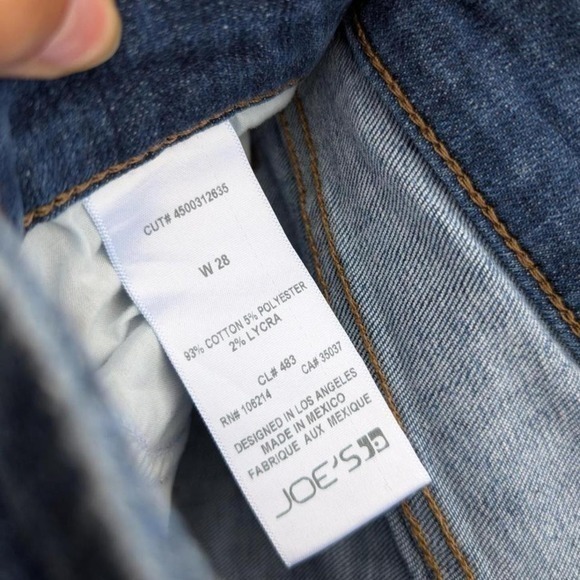 CUT# 4500312635
W 28
93% COTTON 5% POLYESTER
2% LYCRA
CL# 483
RN# 108214 CA# 35037
DESIGNED IN LOS ANGELES
MADE IN MEXICO
FABRIQUE AUX MEXIQUE
JOE'S